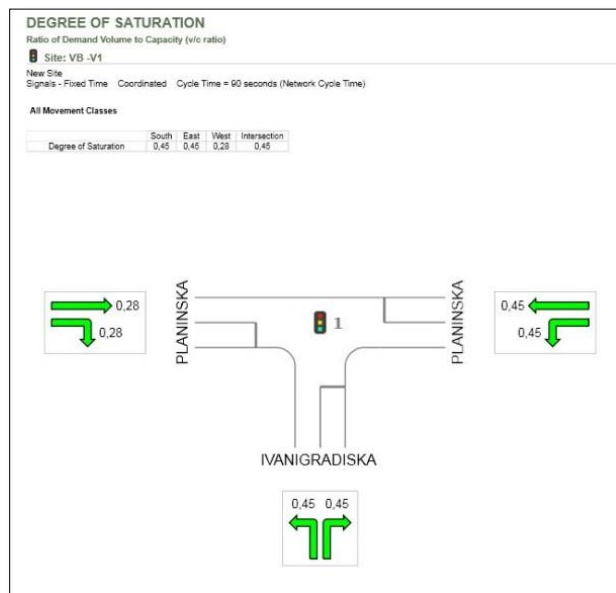 DEGREE OF SATURATION
Ratio of Demand Volume to Capacity (v/c ratio)
Site: VB -V1
New Site
Signals - Fixed Time Coordinated Cycle Time = 90 seconds (Network Cycle Time)
All Movement Classes
South East West Intersection
Degree of Saturation 0,45 0,45 0,28 0,45
PLANINSKA
PLANINSKA
0,28
0,28
1
0,45
0,45
IVANIGRADISKA
0,45 0,45